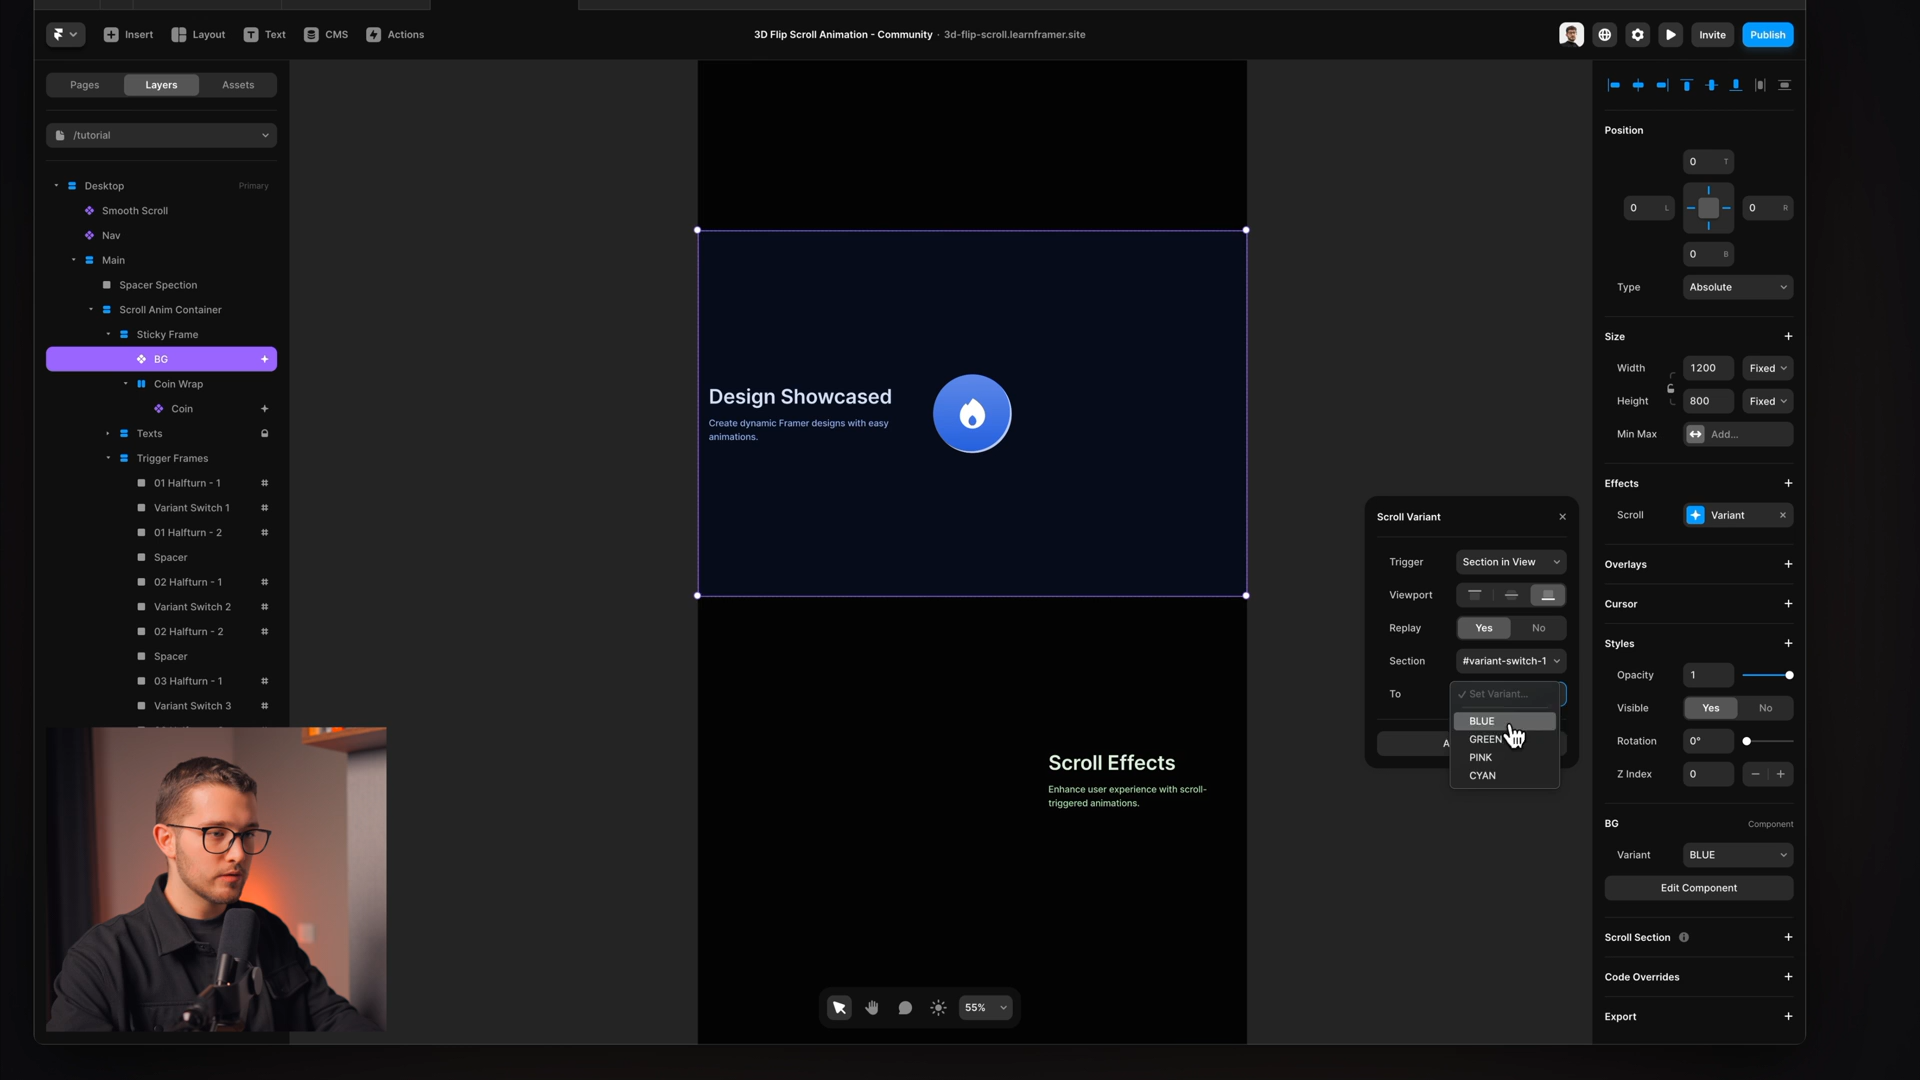 Insert
Layout
Text
CMS
Actions
3D Flip Scroll Animation - Community · 3d-flip-scroll.learnframer.site
Invite
Publish
Pages
Layers
Assets
/tutorial
Desktop
Primary
Smooth Scroll
Nav
Main
Spacer Spection
Scroll Anim Container
Sticky Frame
BG
Coin Wrap
Coin
Texts
Trigger Frames
01 Halfturn - 1
Variant Switch 1
01 Halfturn - 2
Spacer
02 Halfturn - 1
Variant Switch 2
02 Halfturn - 2
Spacer
03 Halfturn - 1
Variant Switch 3
Design Showcased
Create dynamic Framer designs with easy
animations.
Scroll Effects
Enhance user experience with scroll-
triggered animations.
55%
Scroll Variant
Trigger
Section in View
Viewport
Replay
Yes
No
Section
#variant-switch-1
To
Set Variant...
BLUE
GREEN
PINK
CYAN
A
Position
0 T
0 L
0 R
0 B
Type
Absolute
Size
Width
1200
Fixed
Height
800
Fixed
Min Max
Add...
Effects
Scroll
Variant
Overlays
Cursor
Styles
Opacity
1
Visible
Yes
No
Rotation
0°
Z Index
0
BG
Component
Variant
BLUE
Edit Component
Scroll Section
Code Overrides
Export